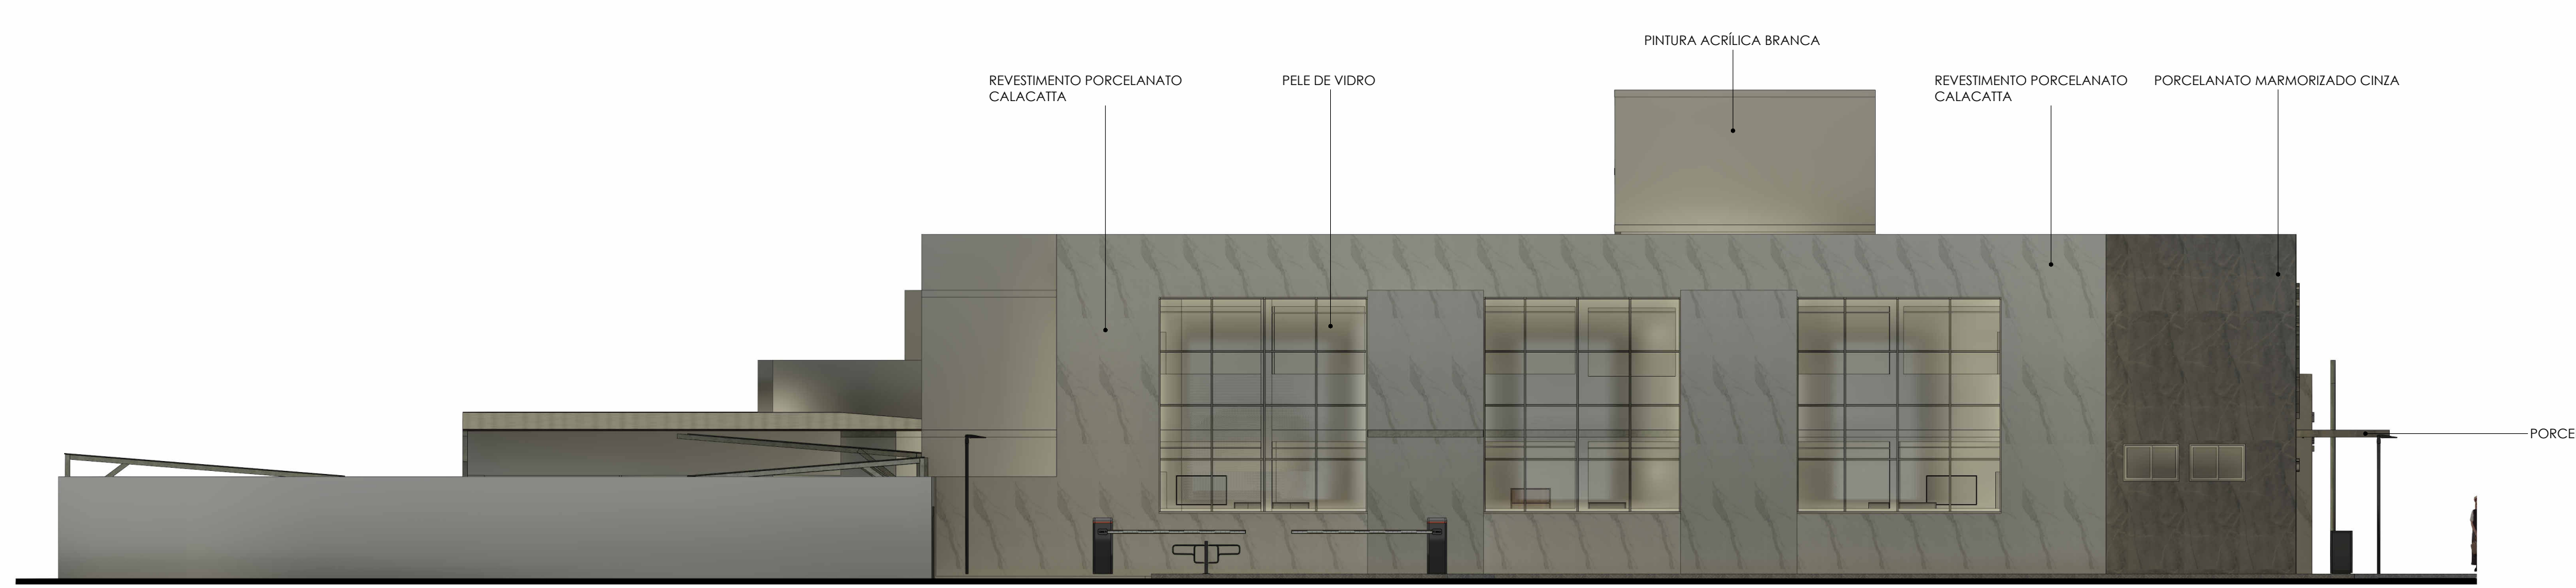 PINTURA ACRÍLICA BRANCA
REVESTIMENTO PORCELANATO
CALACATTA
PELE DE VIDRO
REVESTIMENTO PORCELANATO
CALACATTA
PORCELANATO MARMORIZADO CINZA
PORCE